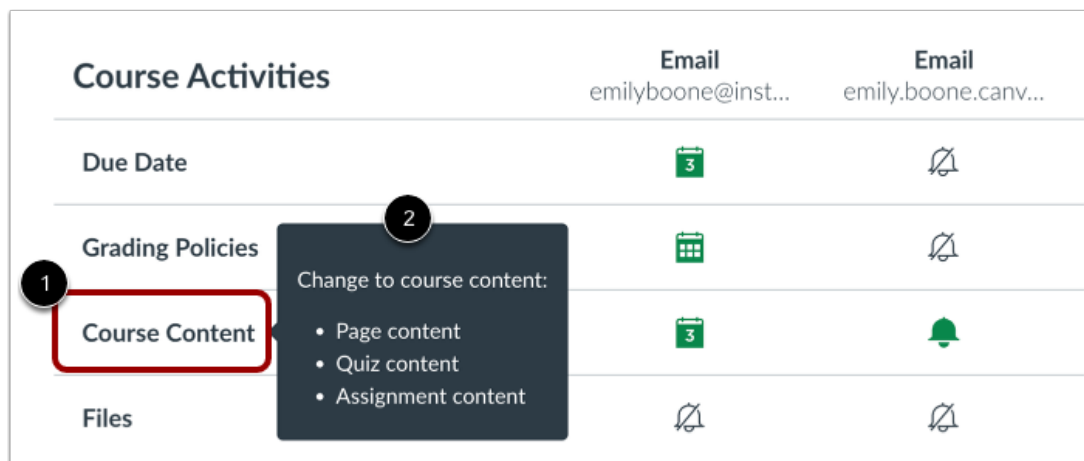 Course Activities
Email
Email
emilyboone@inst...
emily.boone.canv...
Due Date
3
2
Grading Policies
Change to course content:
1
Course Content
• Page content
3
• Quiz content
• Assignment content
Files